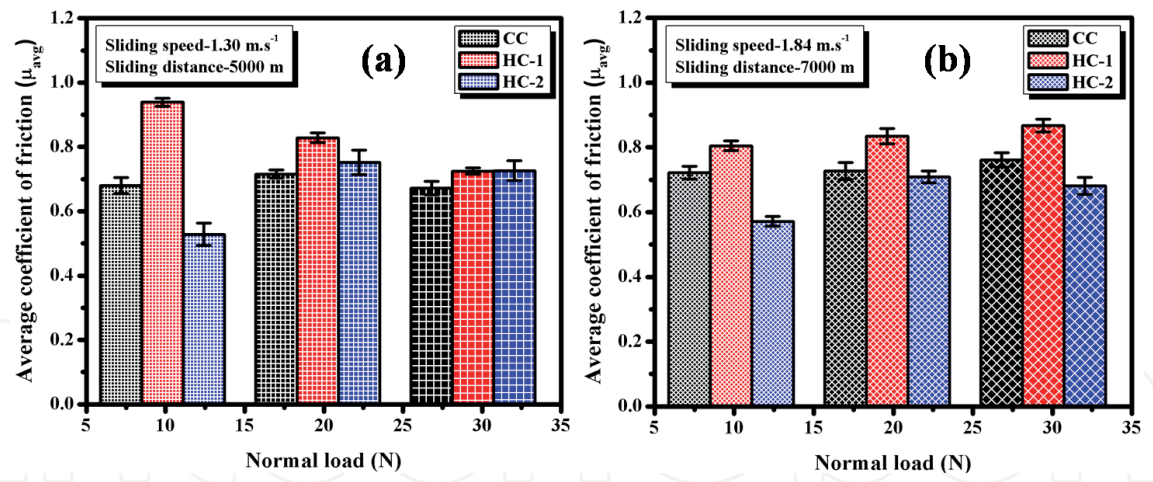 Average coefficient of friction (μavg)
1.2
1.0
0.8
0.6
0.4
0.2
0.0
Sliding speed-1.30 m.s-1
Sliding distance-5000 m
(a)
CC
HC-1
HC-2
5 10 15 20 25 30 35
Normal load (N)
Average coefficient of friction (μavg)
1.2
1.0
0.8
0.6
0.4
0.2
0.0
Sliding speed-1.84 m.s-1
Sliding distance-7000 m
(b)
CC
HC-1
HC-2
5 10 15 20 25 30 35
Normal load (N)